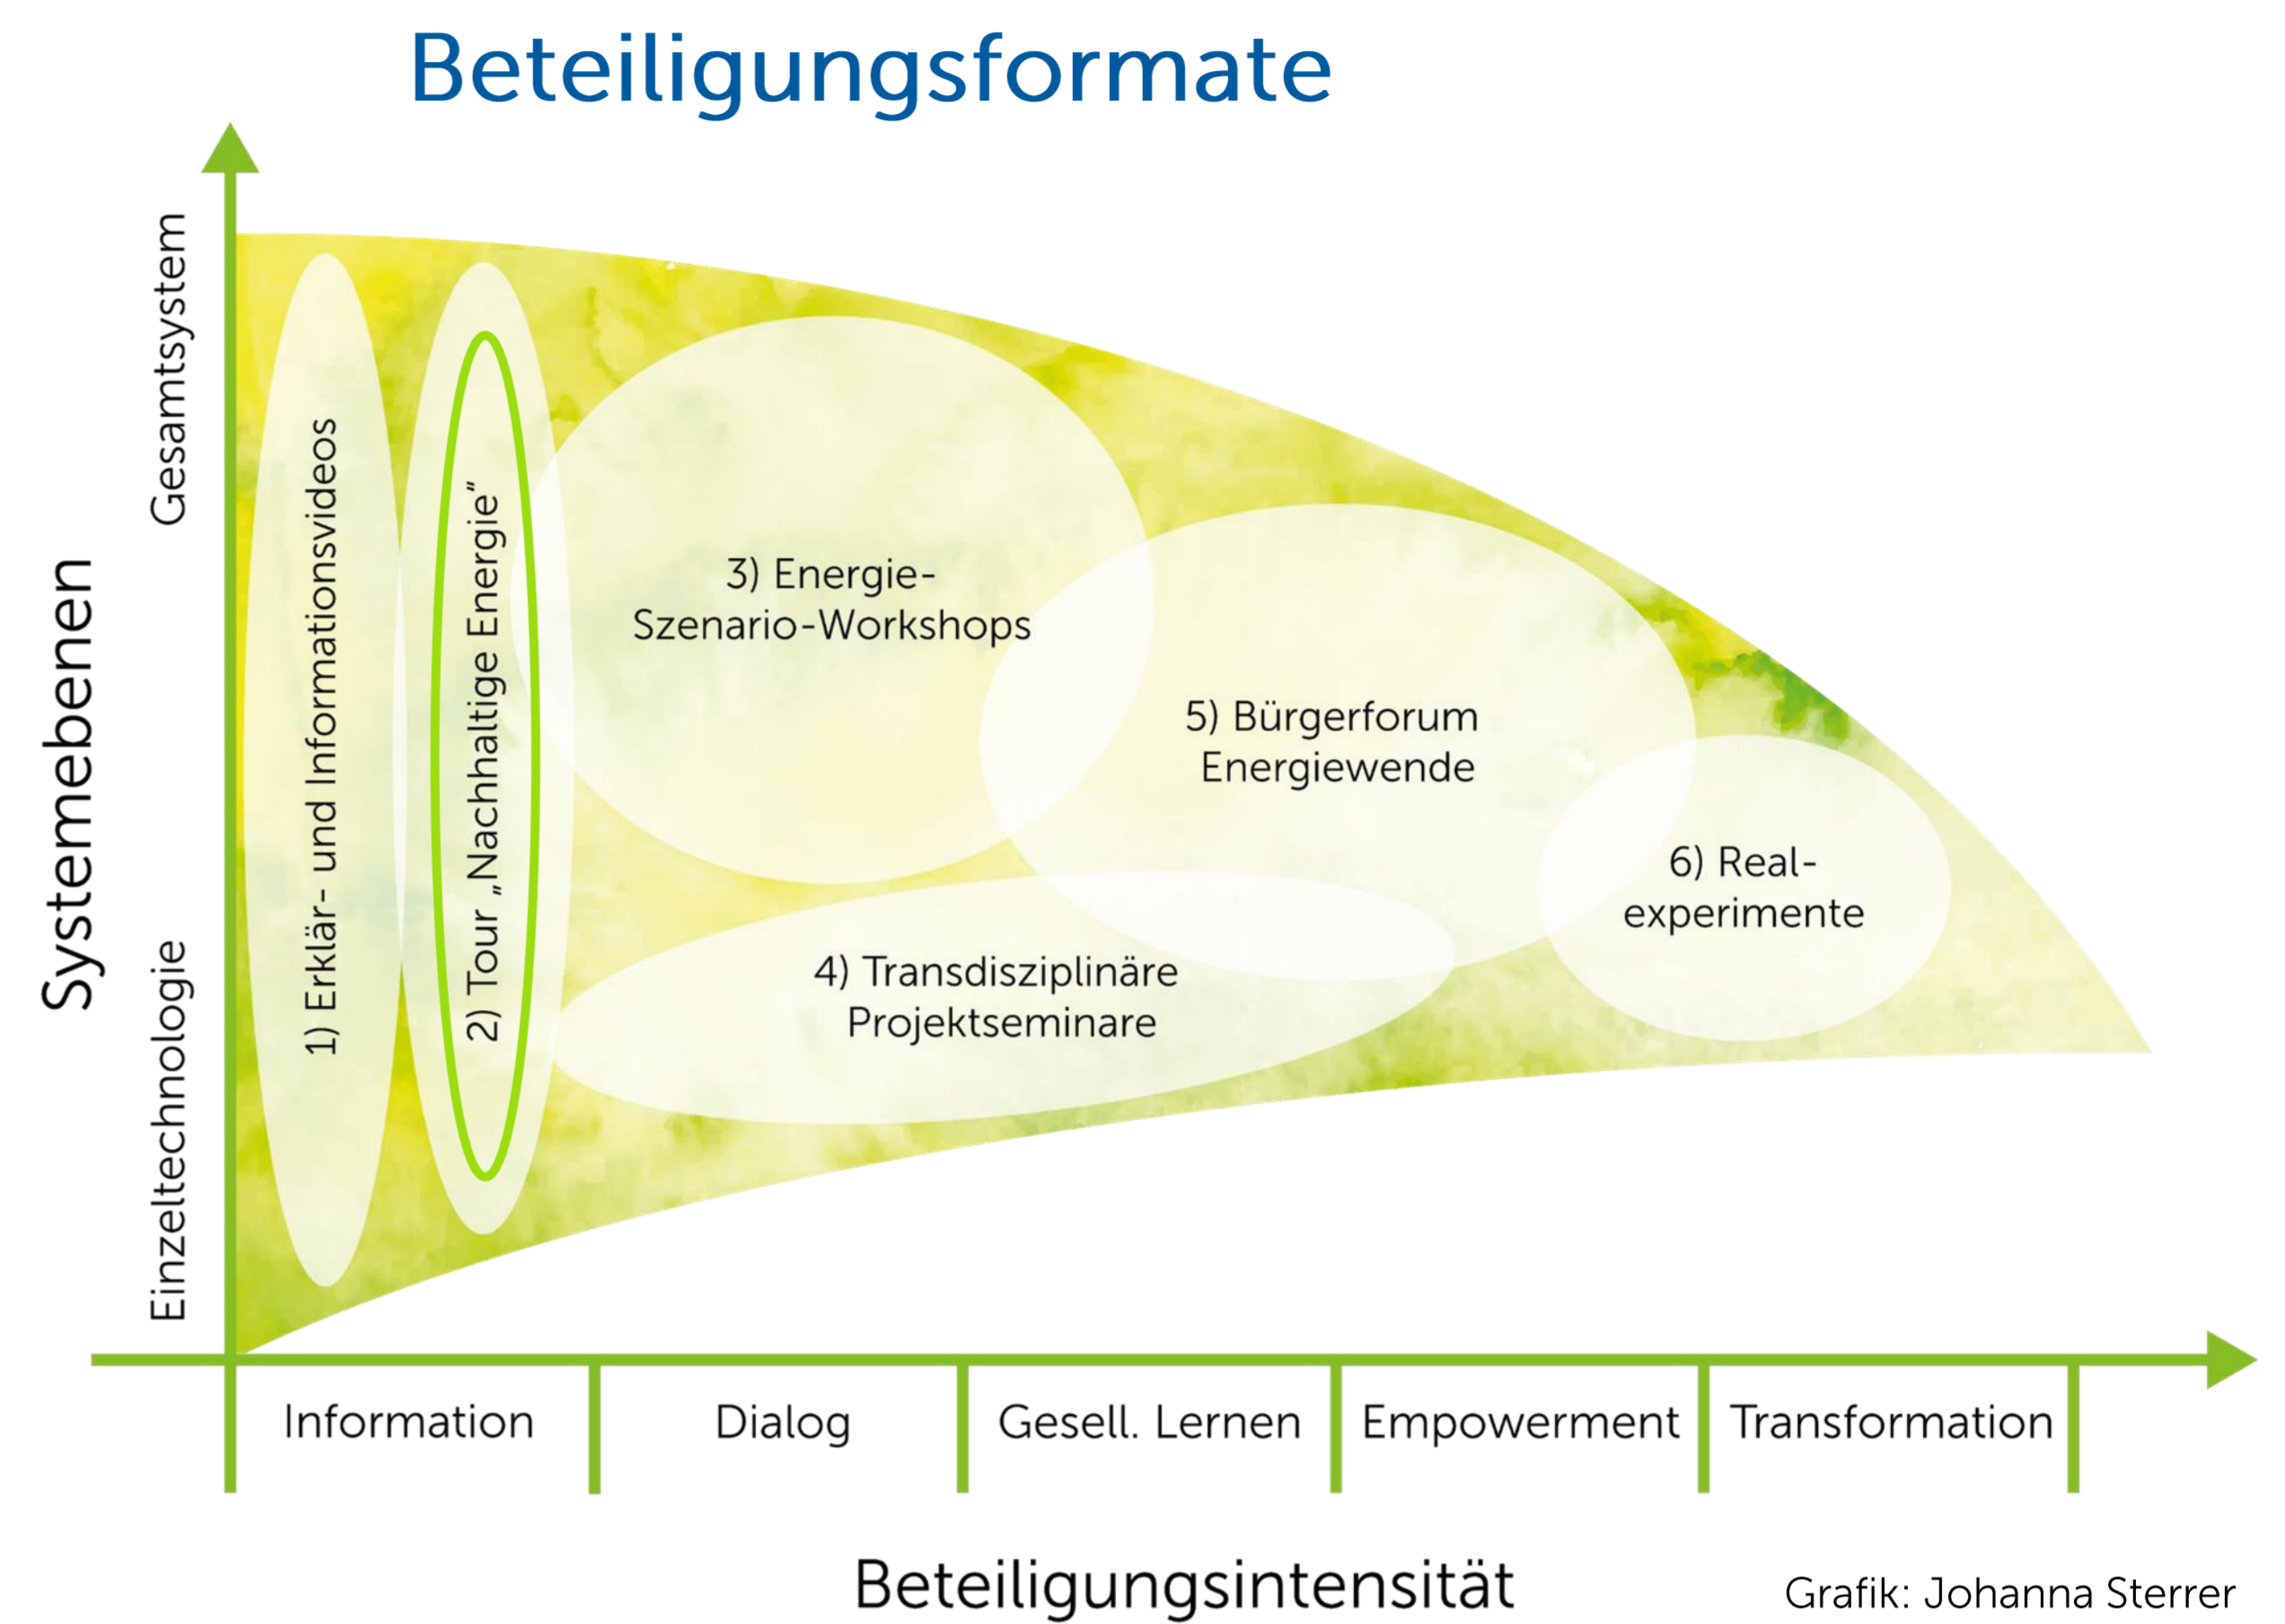 Beteiligungsformate
Systemebenen
Gesamtsystem
Einzeltechnologie
1) Erklär- und Informationsvideos
2) Tour „Nachhaltige Energie“
3) Energie-
Szenario-Workshops
5) Bürgerforum
Energiewende
6) Real-
experimente
4) Transdisziplinäre
Projektseminare
Information
Dialog
Gesell. Lernen
Empowerment
Transformation
Beteiligungsintensität
Grafik: Johanna Sterrer